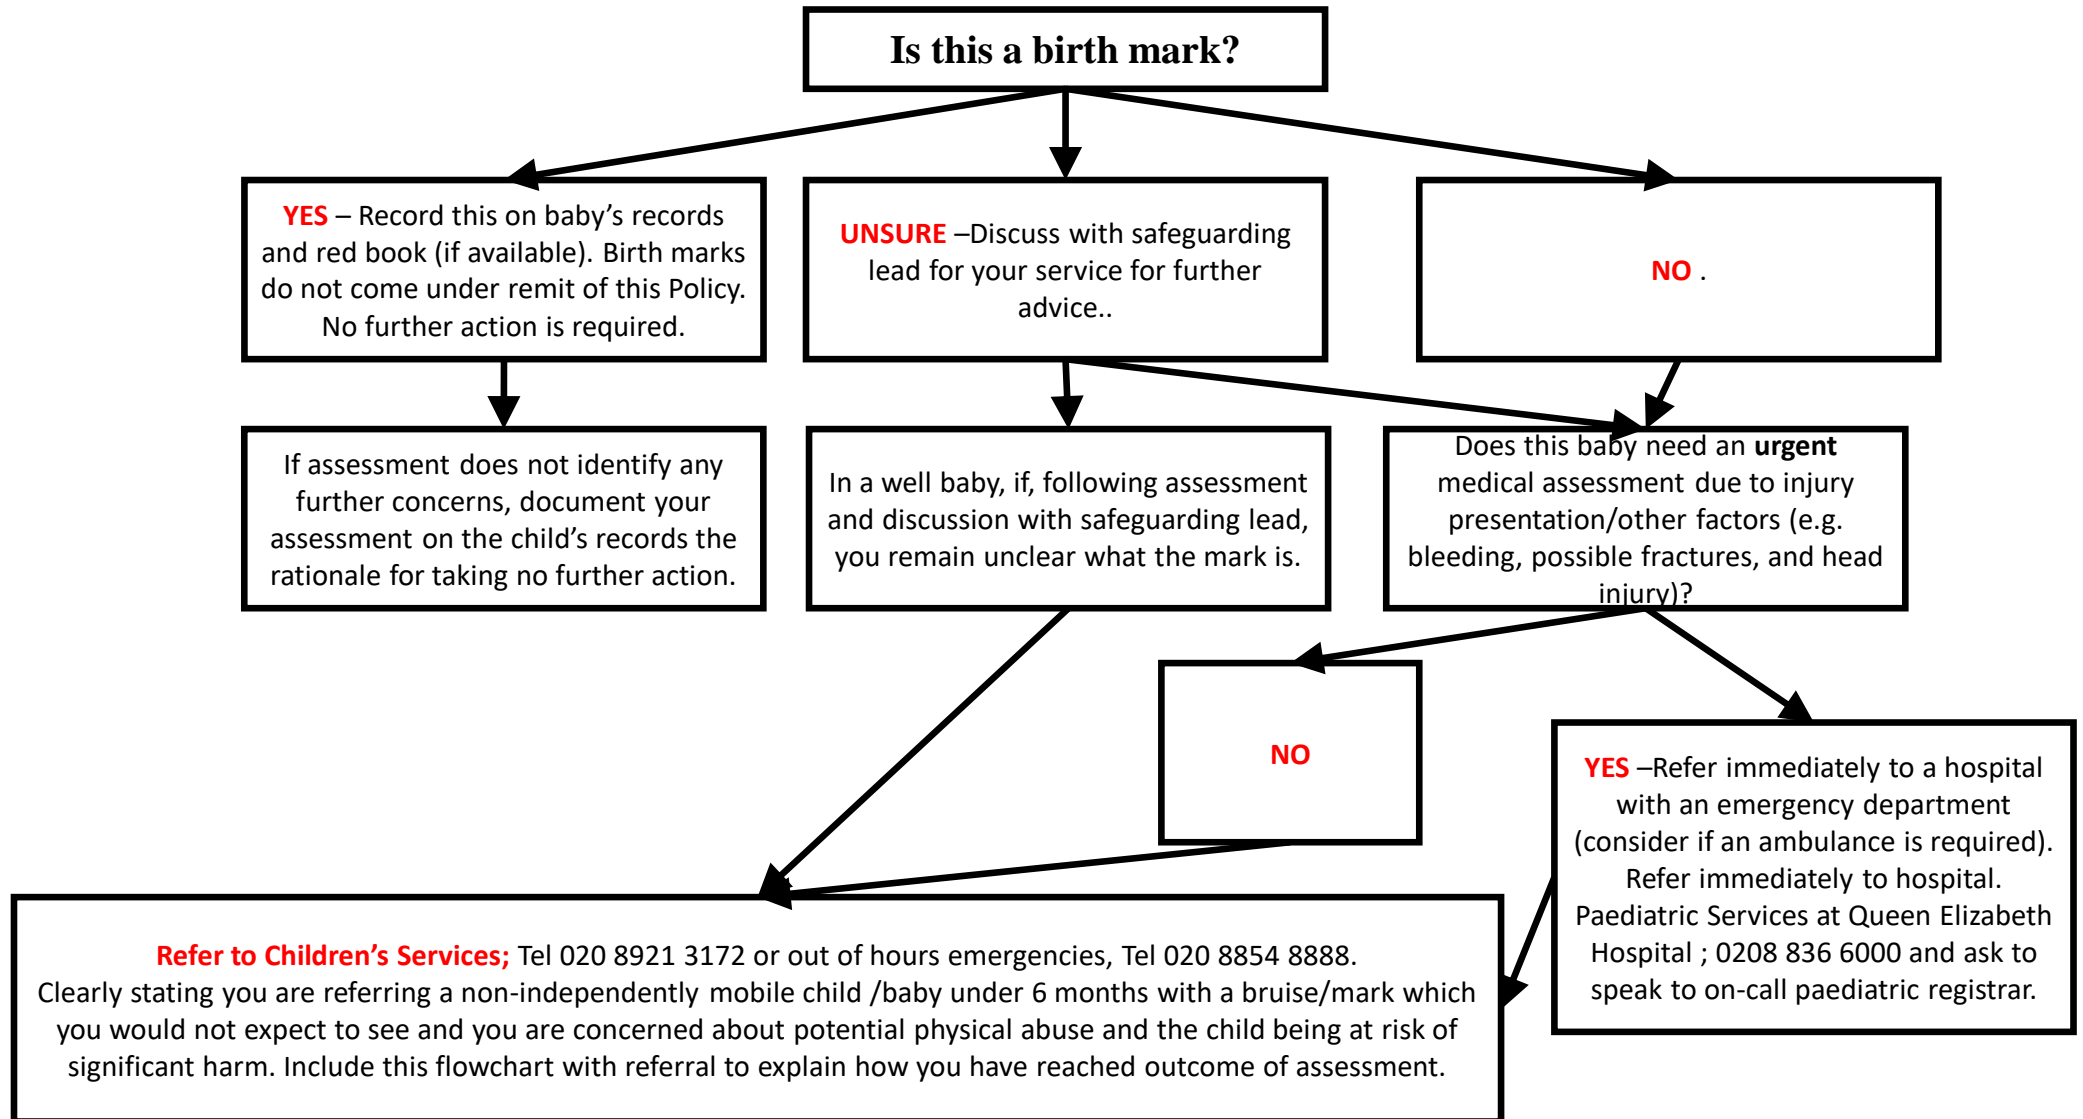 Is this a birth mark?
YES – Record this on baby’s records
and red book (if available). Birth marks
do not come under remit of this Policy.
No further action is required.
UNSURE –Discuss with safeguarding
lead for your service for further
advice..
NO .
If assessment does not identify any
further concerns, document your
assessment on the child’s records the
rationale for taking no further action.
In a well baby, if, following assessment
and discussion with safeguarding lead,
you remain unclear what the mark is.
Does this baby need an urgent
medical assessment due to injury
presentation/other factors (e.g.
bleeding, possible fractures, and head
injury)?
NO
YES –Refer immediately to a hospital
with an emergency department
(consider if an ambulance is required).
Refer immediately to hospital.
Paediatric Services at Queen Elizabeth
Hospital ; 0208 836 6000 and ask to
speak to on-call paediatric registrar.
Refer to Children’s Services; Tel 020 8921 3172 or out of hours emergencies, Tel 020 8854 8888.
Clearly stating you are referring a non-independently mobile child /baby under 6 months with a bruise/mark which
you would not expect to see and you are concerned about potential physical abuse and the child being at risk of
significant harm. Include this flowchart with referral to explain how you have reached outcome of assessment.